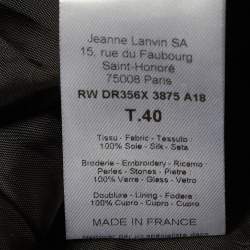 Jeanne Lanvin SA
15, rue du Faubourg
Saint-Honoré
75008 Paris
RW DR356X 3875 A18
T.40
Tissu - Fabric - Tessuto
100% Soie - Silk - Seta
Broderie - Embroidery - Ricamo
Perles - Stones - Pietre
100% Verre - Glass - Vetro
Doublure - Lining - Fodere
100% Cupro - Cupro - Cupro
MADE IN FRANCE